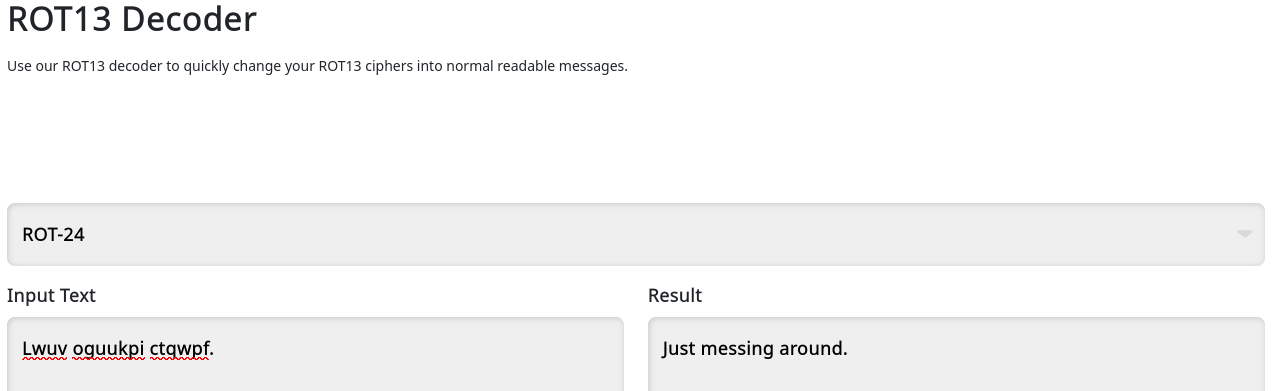 ROT13 Decoder
Use our ROT13 decoder to quickly change your ROT13 ciphers into normal readable messages.
ROT-24
Input Text
Result
Lwuv oguukpi ctqwpf.
Just messing around.